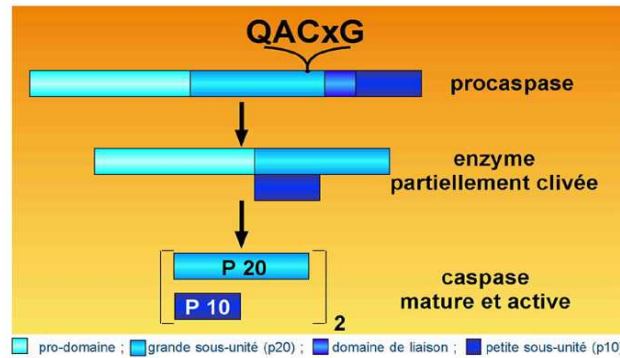 QACxG
procaspase
enzyme
partiellement clivée
P 20
P 10
2
caspase
mature et active
pro-domaine ; grande sous-unité (p20) ; domaine de liaison ; petite sous-unité (p10)